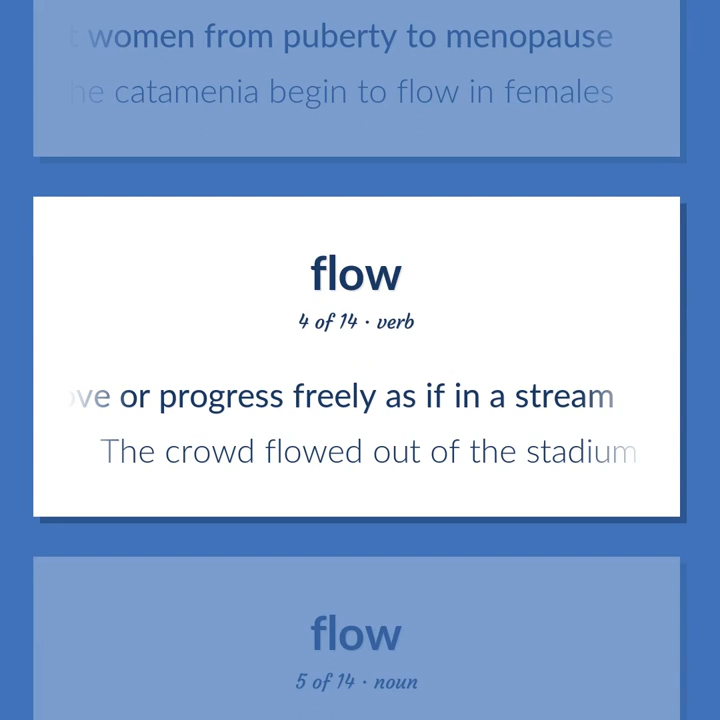 women from puberty to menopause
catamenia begin to flow in females
flow
4 of 14 · verb
or progress freely as if in a stream
The crowd flowed out of the stadium
flow
5 of 14 · noun